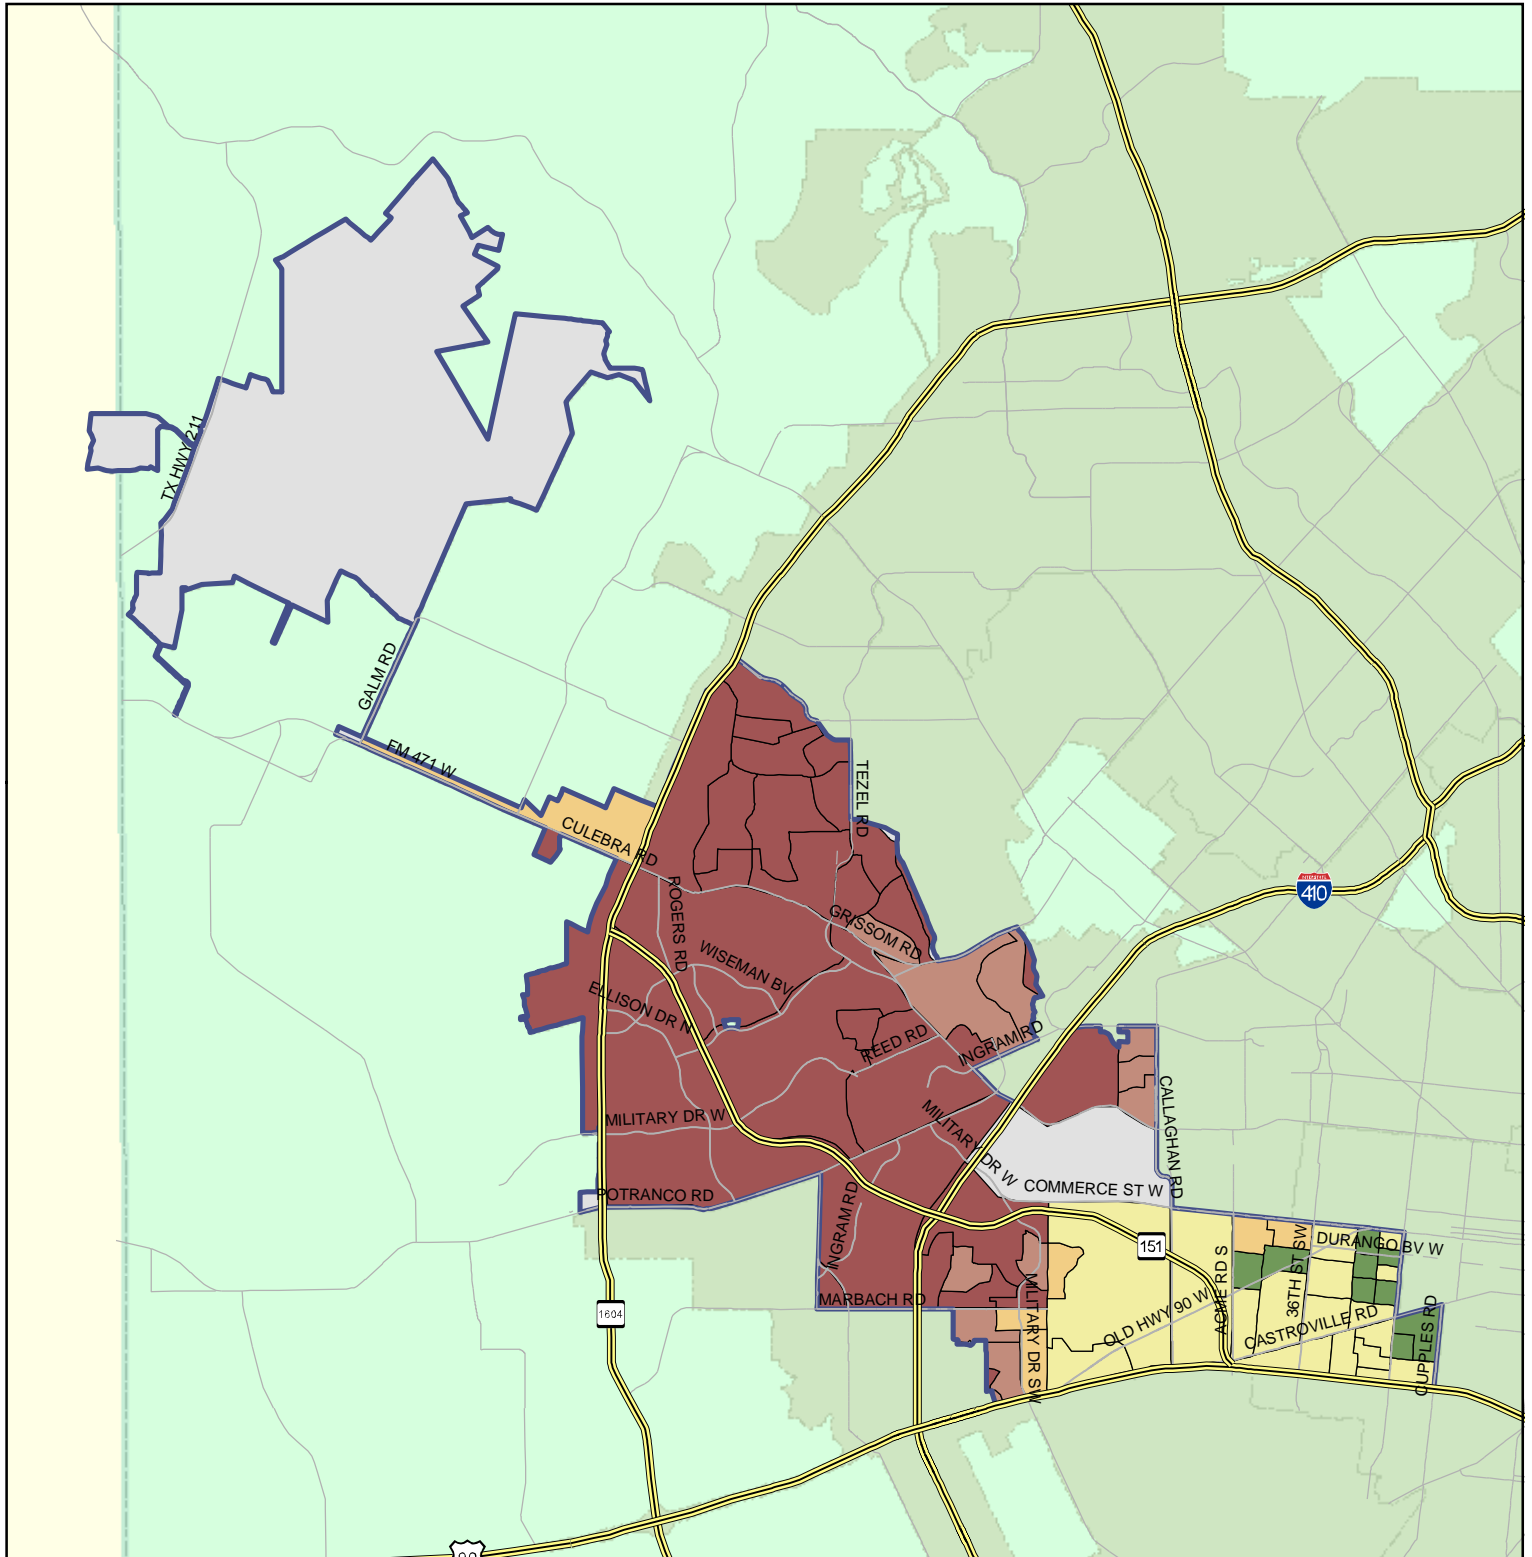 TX HWY 211
GALM RD
FM 471 W
CULEBRA RD
TEZEL RD
ROGERS RD
GRISSOM RD
410
WISEMAN BV
ELLISON DR N
REED RD
INGRAM RD
MILITARY DR W
MILITARY DR W
CALLAGHAN RD
COMMERCE ST W
POTRANCO RD
INGRAM RD
151
DURANGO BV W
36TH ST SW
ACME RD S
MARBACH RD
MILITARY DR SW
OLD HWY 90 W
CASTROVILLE RD
CUPPLES RD
1604